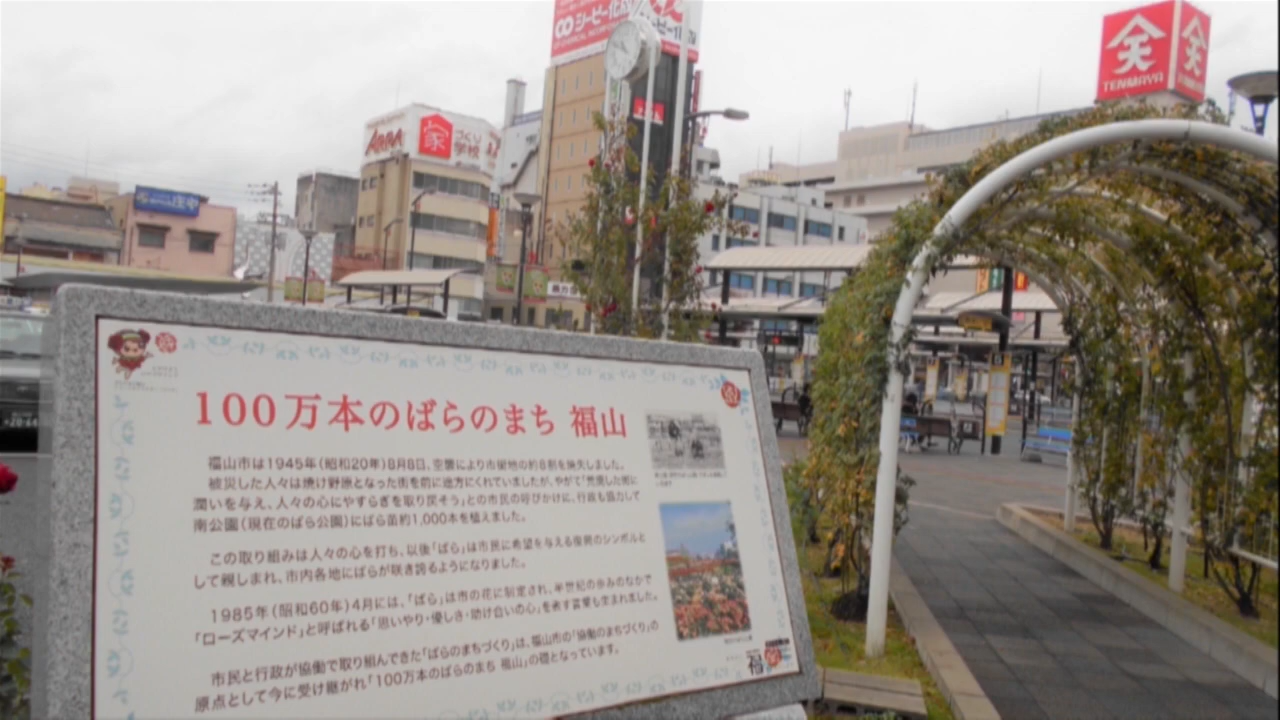 シービー化成
天
TENMAYA
天
ABBA
家
づくり
学校
庄や
100万本のばらのまち 福山
福山市は1945年(昭和20年)8月8日、空襲により市街地の約8割を焼失しました。
被災した人々は焼け野原となった街を前に途方にくれていましたが、やがて「荒廃した街に
潤いを与え、人々の心にやすらぎを取り戻そう」との市民の呼びかけに、行政も協力して
南公園(現在のばら公園)にばら苗約1,000本を植えました。
この取り組みは人々の心を打ち、以後「ばら」は市民に希望を与える復興のシンボルと
して親しまれ、市内各地にばらが咲き誇るようになりました。
1985年(昭和60年)4月には、「ばら」は市の花に制定され、半世紀の歩みのなかで
「ローズマインド」と呼ばれる「思いやり・優しさ・助け合いの心」を表す言葉も生まれました。
市民と行政が協働で取り組んできた「ばらのまちづくり」は、福山市の「協働のまちづくり」の
原点として今に受け継がれ「100万本のばらのまち 福山」の礎となっています。
福